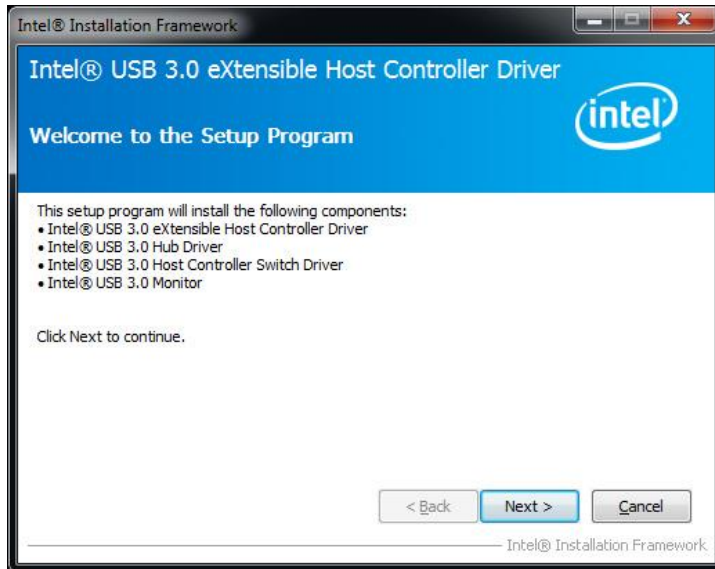 Intel® Installation Framework
Intel® USB 3.0 eXtensible Host Controller Driver
intel
Welcome to the Setup Program
This setup program will install the following components:
• Intel® USB 3.0 eXtensible Host Controller Driver
• Intel® USB 3.0 Hub Driver
• Intel® USB 3.0 Host Controller Switch Driver
• Intel® USB 3.0 Monitor
Click Next to continue.
< Back Next > Cancel
Intel® Installation Framework